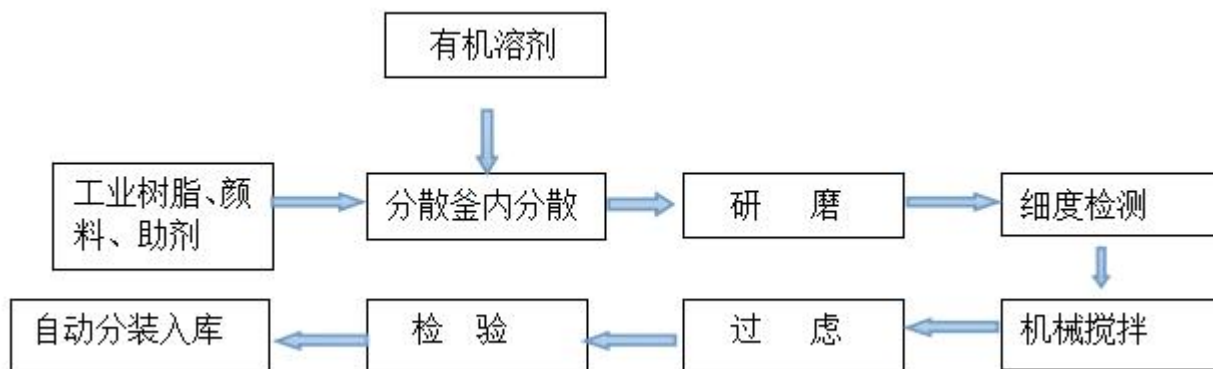 有机溶剂
工业树脂、颜
料、助剂
分散釜内分散
研 磨
细度检测
自动分装入库
检 验
过 虑
机械搅拌